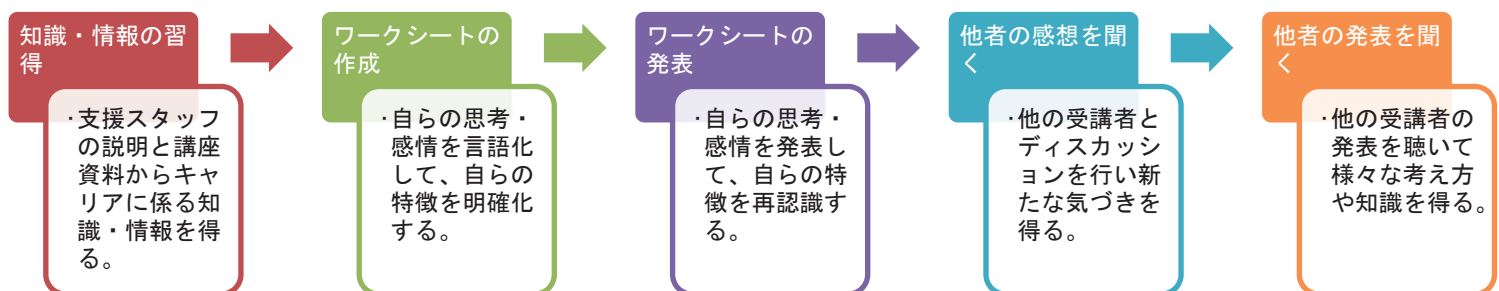 知識・情報の習
得
・支援スタッフ
の説明と講座
資料からキャ
リアに係る知
識・情報を得
る。
ワークシートの
作成
・自らの思考・
感情を言語化
して、自らの
特徴を明確化
する。
ワークシートの
発表
・自らの思考・
感情を発表し
て、自らの特
徴を再認識す
る。
他者の感想を聞
く
・他の受講者と
ディスカッシ
ョンを行い新
たな気づきを
得る。
他者の発表を聞
く
・他の受講者の
発表を聴いて
様々な考え方
や知識を得る。